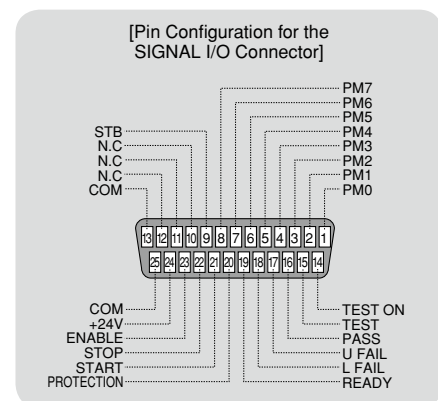 [Pin Configuration for the
SIGNAL I/O Connector]
PM7
PM6
PM5
PM4
PM3
PM2
PM1
PM0
STB
N.C
N.C
N.C
COM
13 12 11 10 9 8 7 6 5 4 3 2 1
25 24 23 22 21 20 19 18 17 16 15 14
COM
+24V
ENABLE
STOP
START
PROTECTION
TEST ON
TEST
PASS
U FAIL
L FAIL
READY